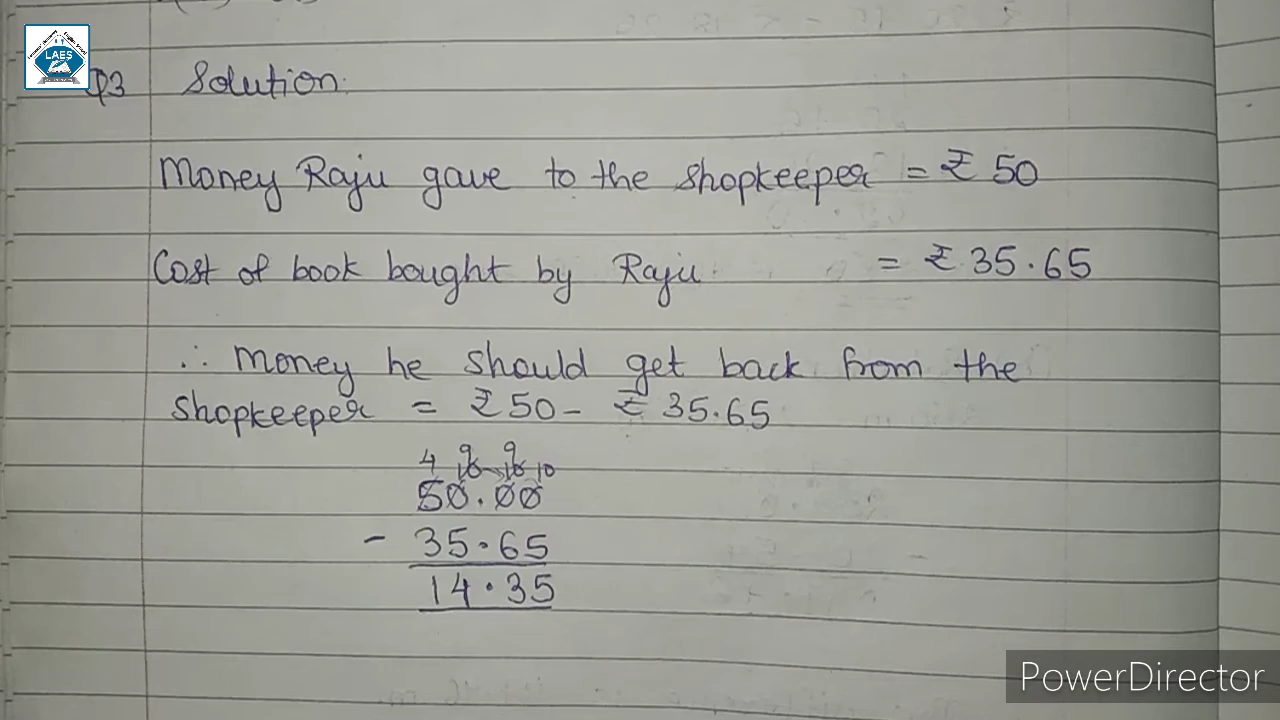 LAES
Q3 Solution.
Money Raju gave to the shopkeeper = ₹ 50
Cost of book bought by Raju = ₹ 35.65
∴ Money he should get back from the
shopkeeper = ₹ 50 - ₹ 35.65
4 9 9
10 10 10
50.00
- 35.65
14.35
PowerDirector